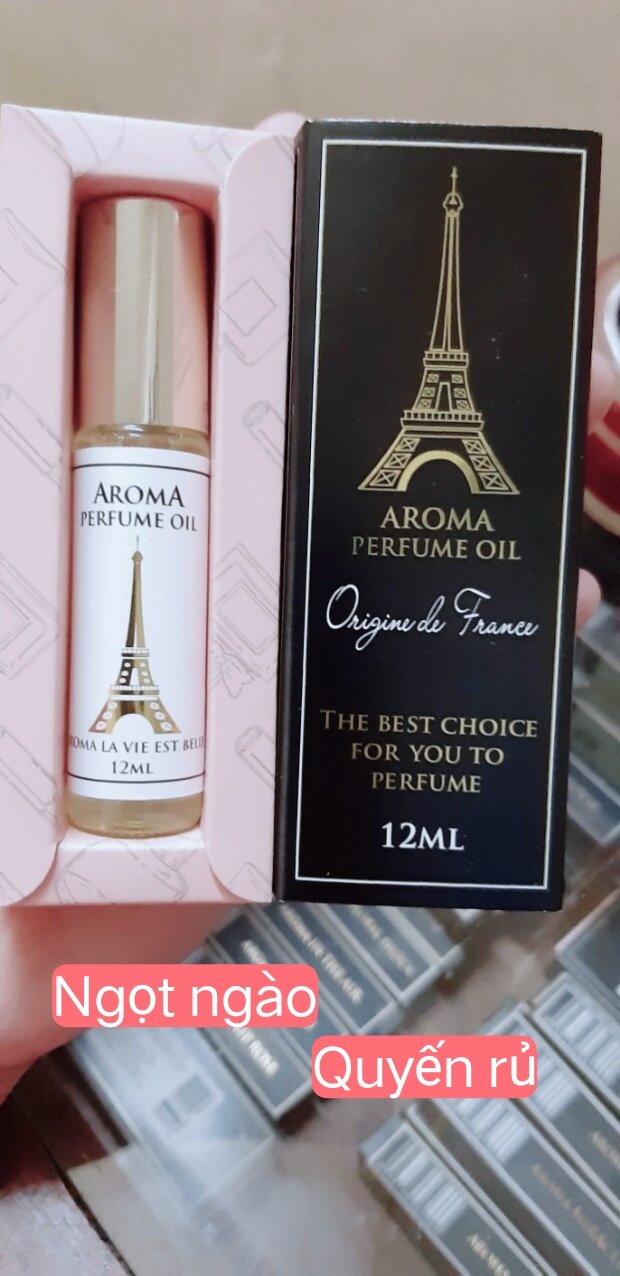 AROMA
PERFUME OIL
AROMA LA VIE EST BELLE
12ML
AROMA
PERFUME OIL
Origine de France
THE BEST CHOICE
FOR YOU TO
PERFUME
12ML
Ngọt ngào
Quyến rủ